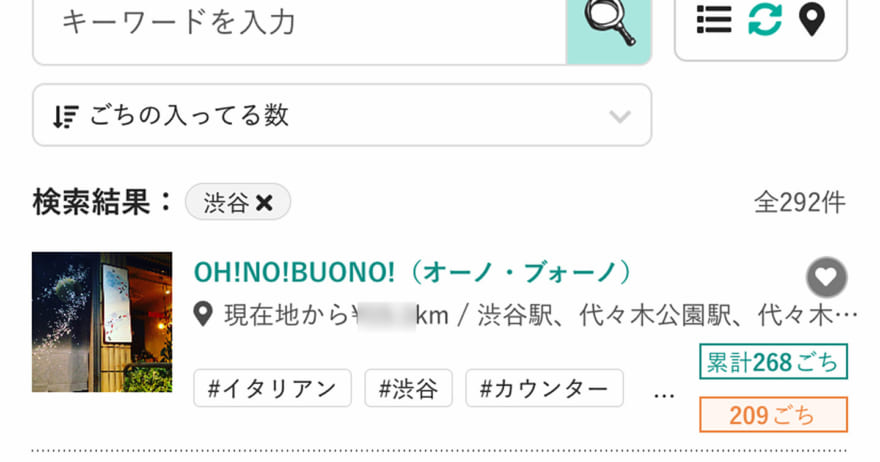 キーワードを入力
ごちの入ってる数
検索結果： 渋谷 ✖ 全292件
OH!NO!BUONO!（オーノ・ブォーノ）
現在地から km / 渋谷駅、代々木公園駅、代々木…
累計268ごち
#イタリアン #渋谷 #カウンター ...
209ごち